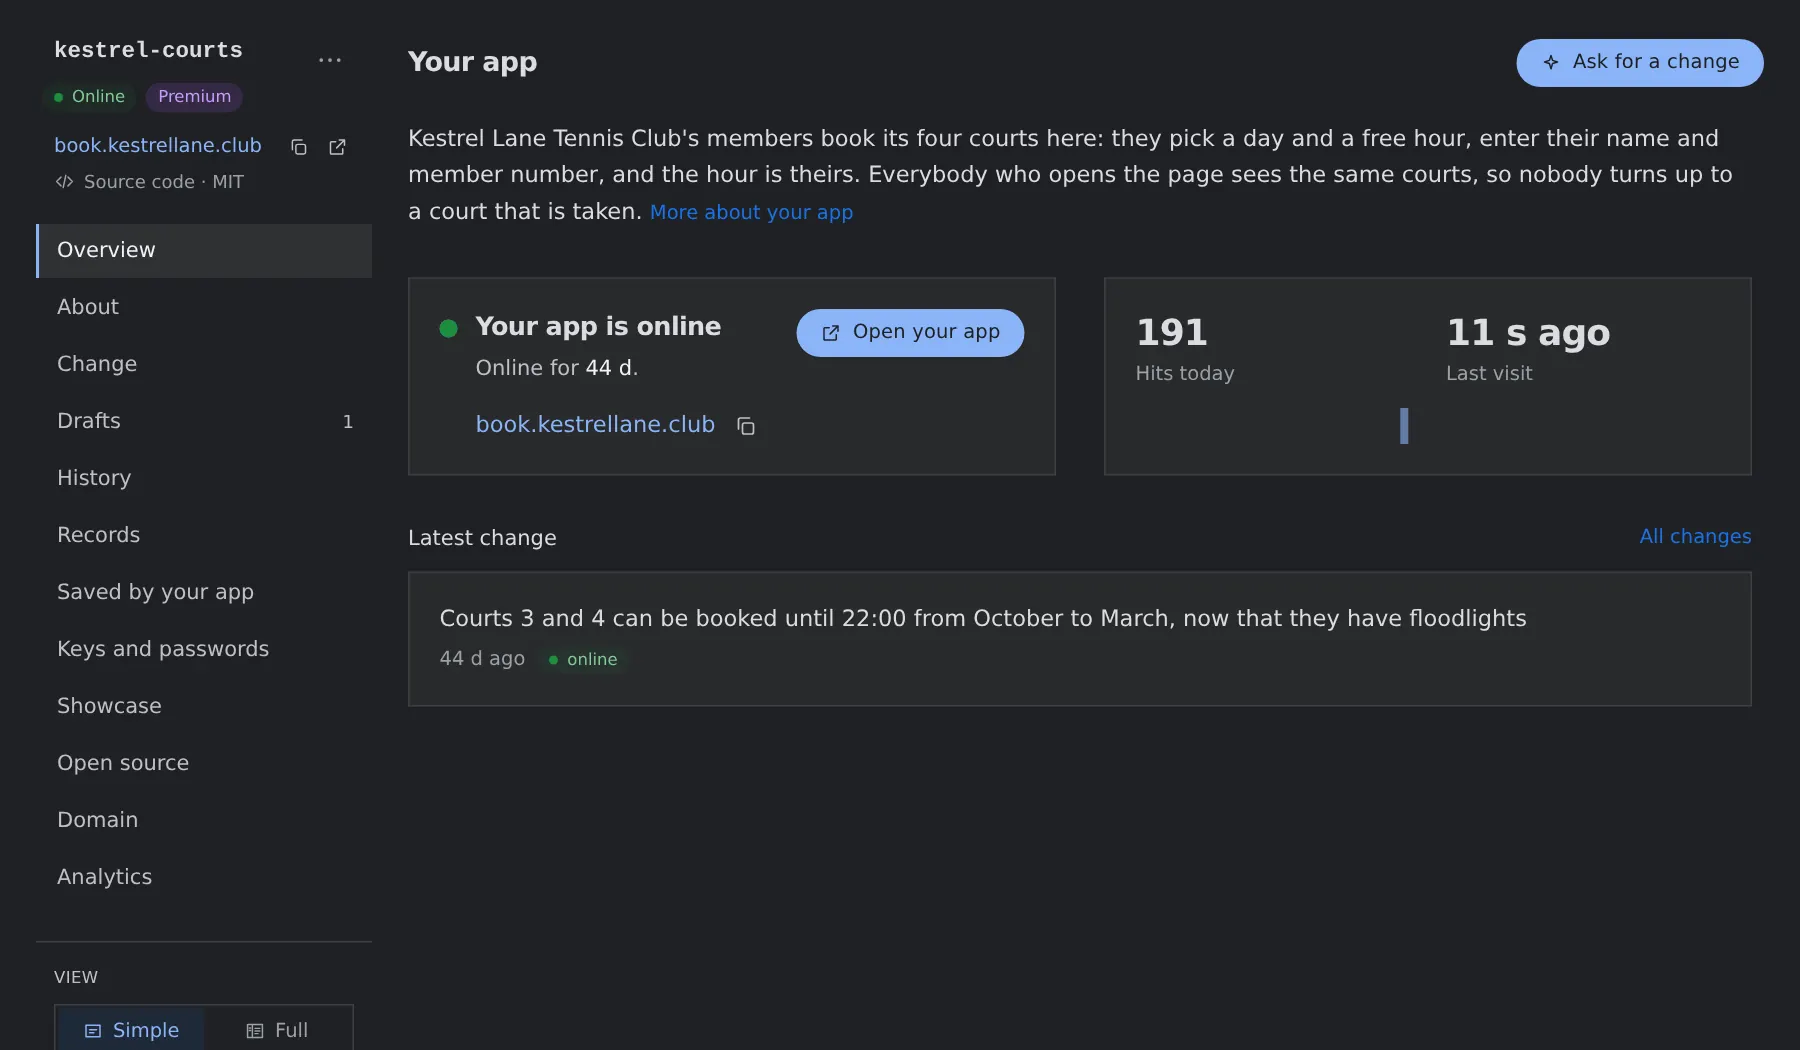 kestrel-courts
Online
Premium
book.kestrellane.club
Source code · MIT
Overview
About
Change
Drafts 1
History
Records
Saved by your app
Keys and passwords
Showcase
Open source
Domain
Analytics
VIEW
Simple
Full
Your app
Ask for a change
Kestrel Lane Tennis Club's members book its four courts here: they pick a day and a free hour, enter their name and
member number, and the hour is theirs. Everybody who opens the page sees the same courts, so nobody turns up to
a court that is taken. More about your app
Your app is online
Open your app
Online for 44 d.
book.kestrellane.club
191
Hits today
11 s ago
Last visit
Latest change
All changes
Courts 3 and 4 can be booked until 22:00 from October to March, now that they have floodlights
44 d ago
online